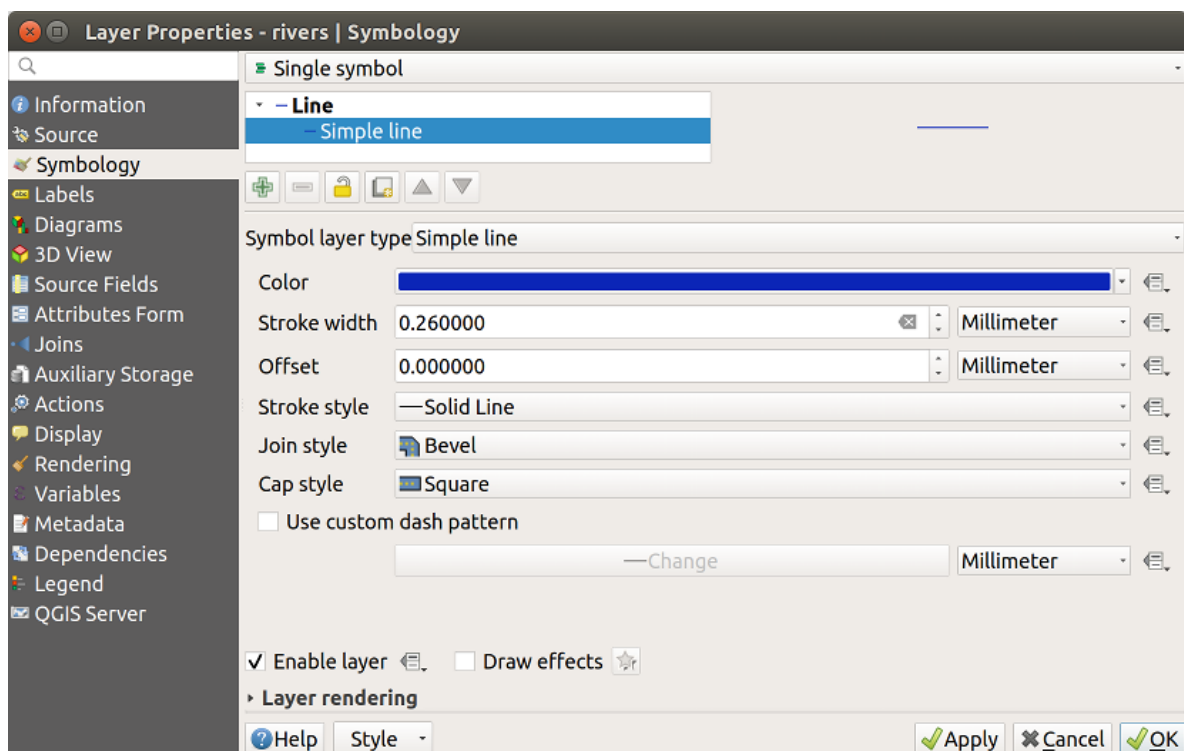 Layer Properties - rivers | Symbology
Information
Source
Symbology
Labels
Diagrams
3D View
Source Fields
Attributes Form
Joins
Auxiliary Storage
Actions
Display
Rendering
Variables
Metadata
Dependencies
Legend
QGIS Server
Single symbol
Line
Simple line
Symbol layer type Simple line
Color
Stroke width 0.260000 Millimeter
Offset 0.000000 Millimeter
Stroke style Solid Line
Join style Bevel
Cap style Square
Use custom dash pattern
Change Millimeter
Enable layer Draw effects
Layer rendering
Help Style Apply Cancel OK